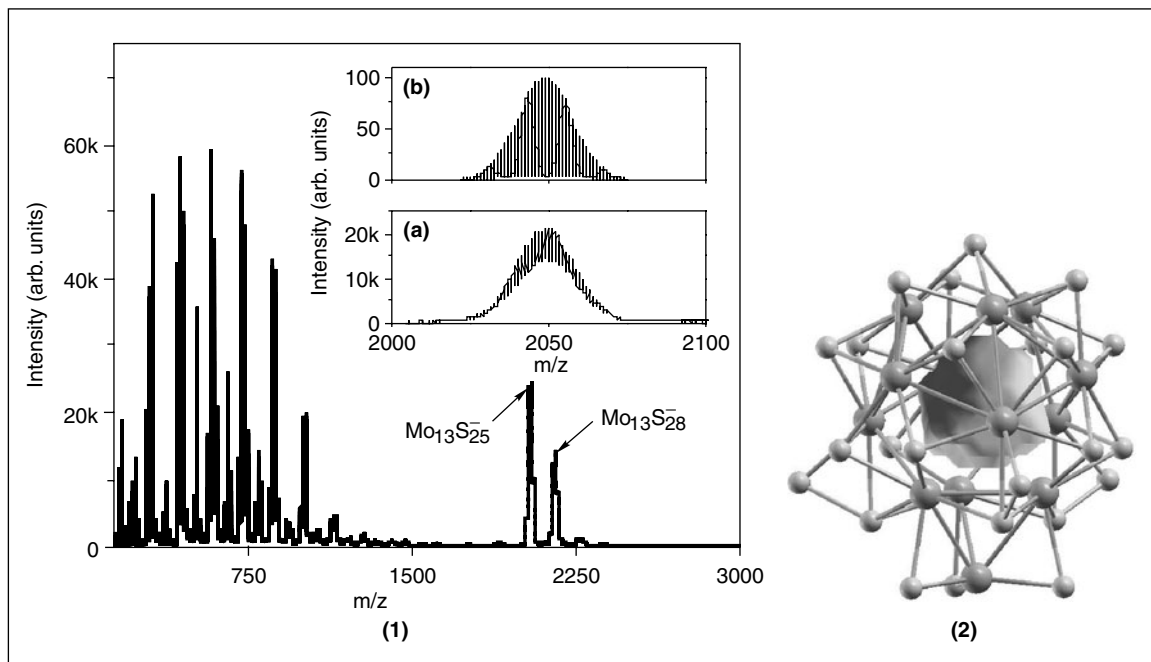 (b)
100
50
0
(a)
20k
10k
0
2000
2050
2100
m/z
Intensity (arb. units)
60k
40k
20k
0
Intensity (arb. units)
Mo13S25−
Mo13S28−
750
1500
2250
3000
m/z
(1)
(2)